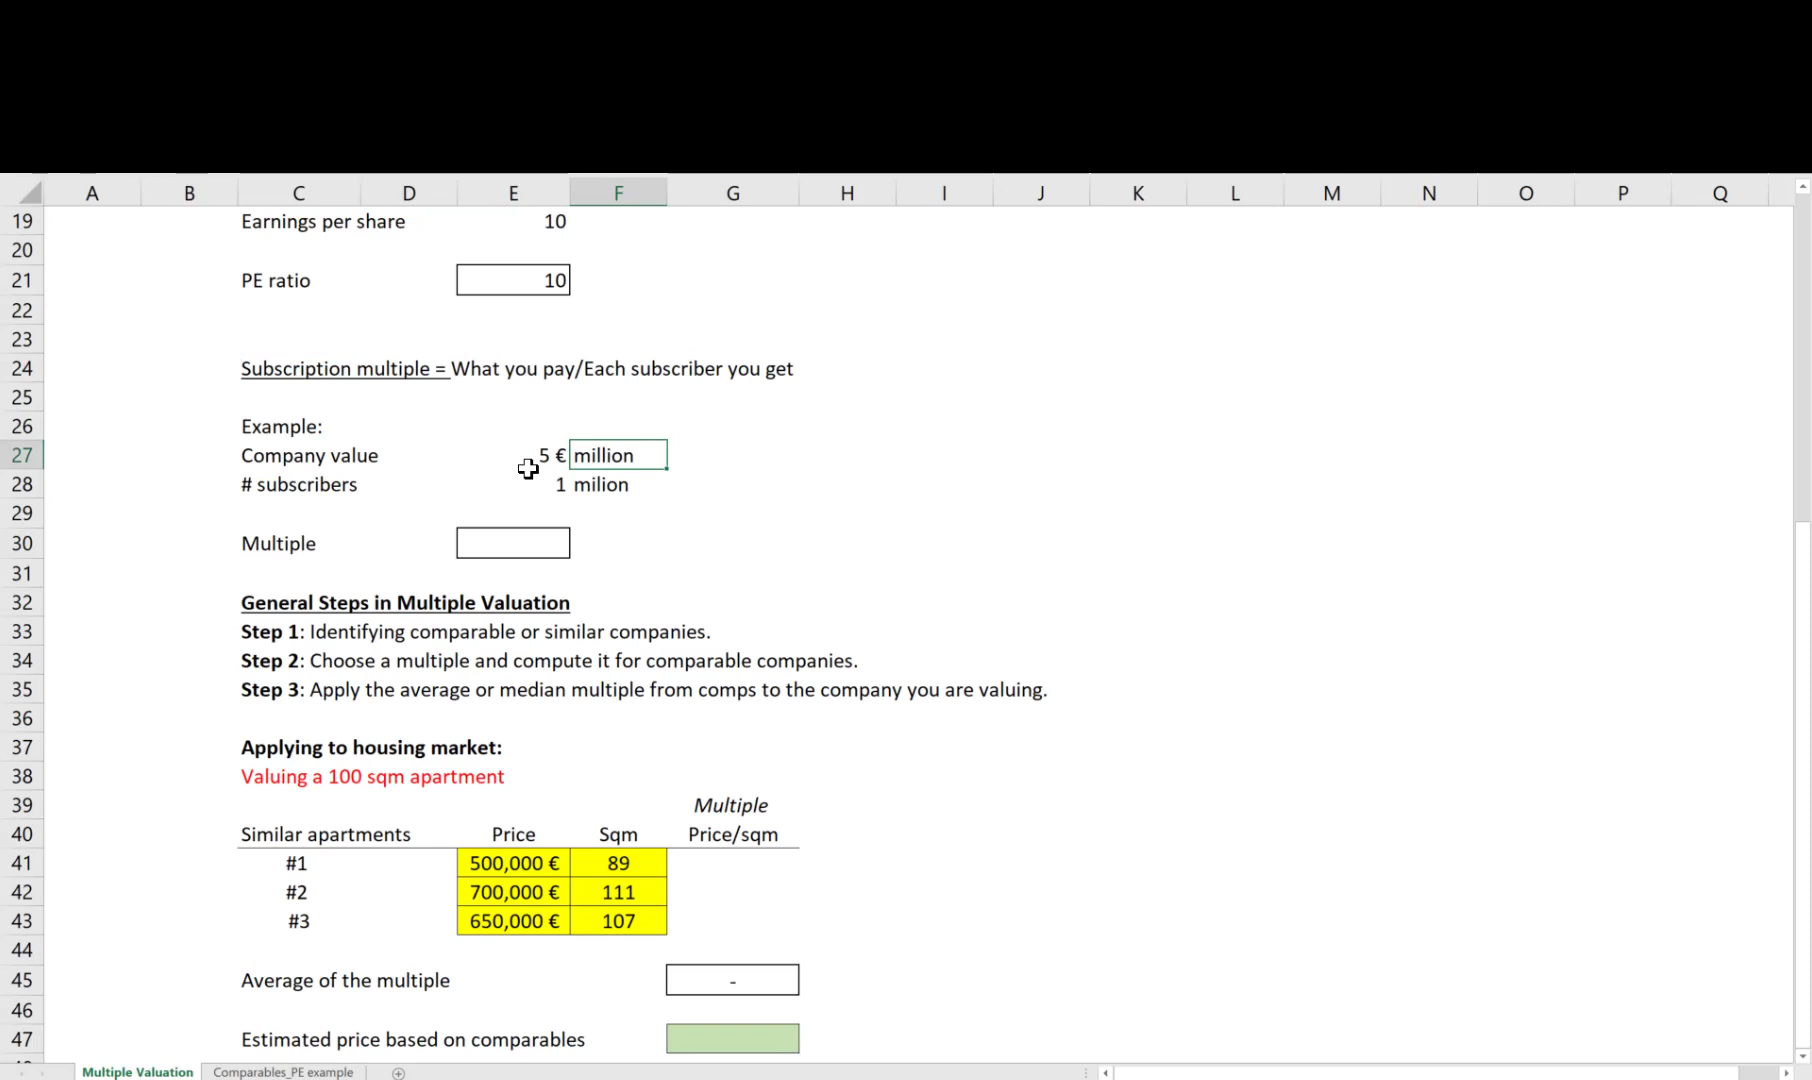 A B C D E F G H I J K L M N O P Q
19 Earnings per share 10
20
21 PE ratio 10
22
23
24 Subscription multiple = What you pay/Each subscriber you get
25
26 Example:
27 Company value 5 € million
28 # subscribers 1 milion
29
30 Multiple
31
32 General Steps in Multiple Valuation
33 Step 1: Identifying comparable or similar companies.
34 Step 2: Choose a multiple and compute it for comparable companies.
35 Step 3: Apply the average or median multiple from comps to the company you are valuing.
36
37 Applying to housing market:
38 Valuing a 100 sqm apartment
39 Multiple
40 Similar apartments Price Sqm Price/sqm
41 #1 500,000 € 89
42 #2 700,000 € 111
43 #3 650,000 € 107
44
45 Average of the multiple -
46
47 Estimated price based on comparables
Multiple Valuation Comparables_PE example